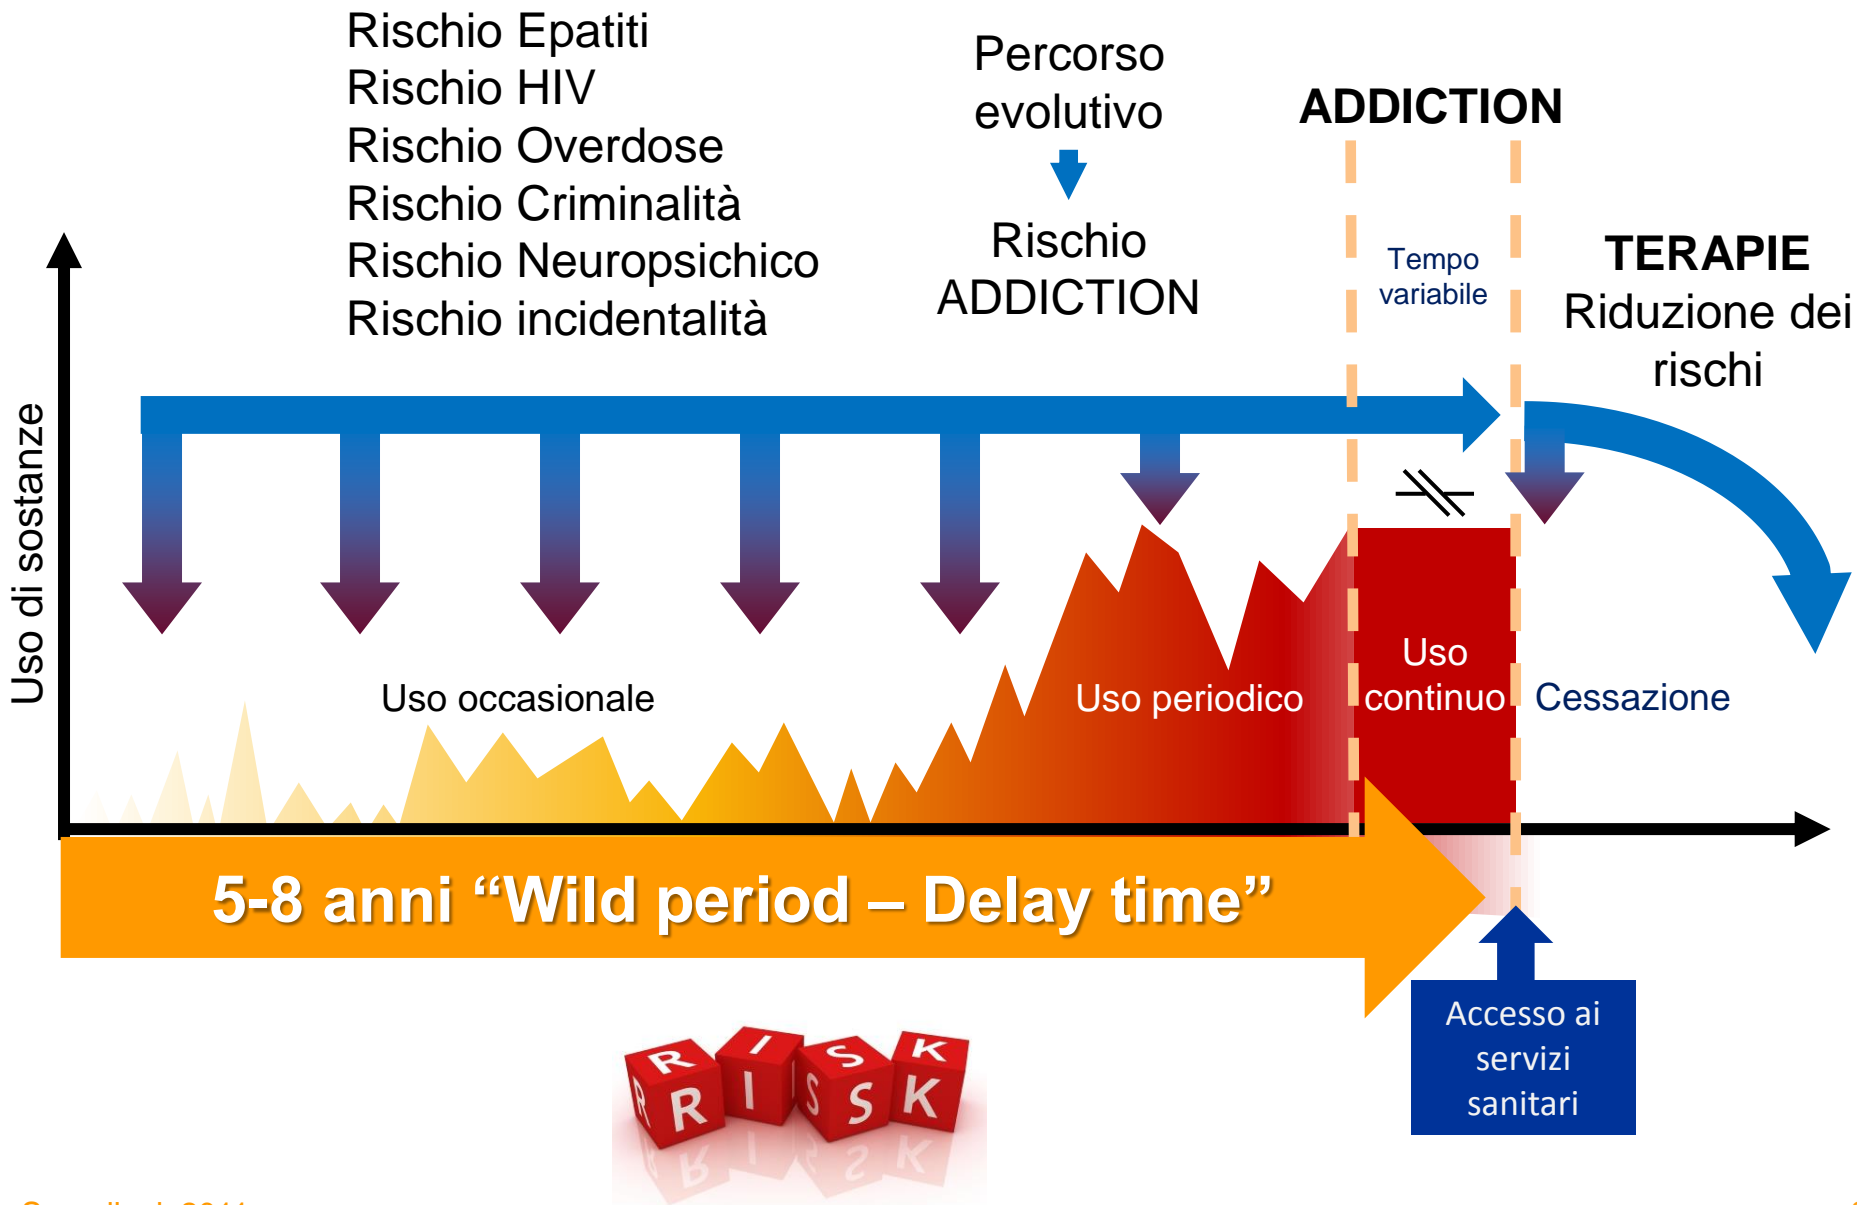 Rischio Epatiti
Rischio HIV
Rischio Overdose
Rischio Criminalità
Rischio Neuropsichico
Rischio incidentalità
Percorso
evolutivo
Rischio
ADDICTION
ADDICTION
Tempo
variabile
TERAPIE
Riduzione dei
rischi
Uso di sostanze
Uso occasionale
Uso periodico
Uso
continuo
Cessazione
5-8 anni “Wild period – Delay time”
Accesso ai
servizi
sanitari
R I S K
R R I I S S K